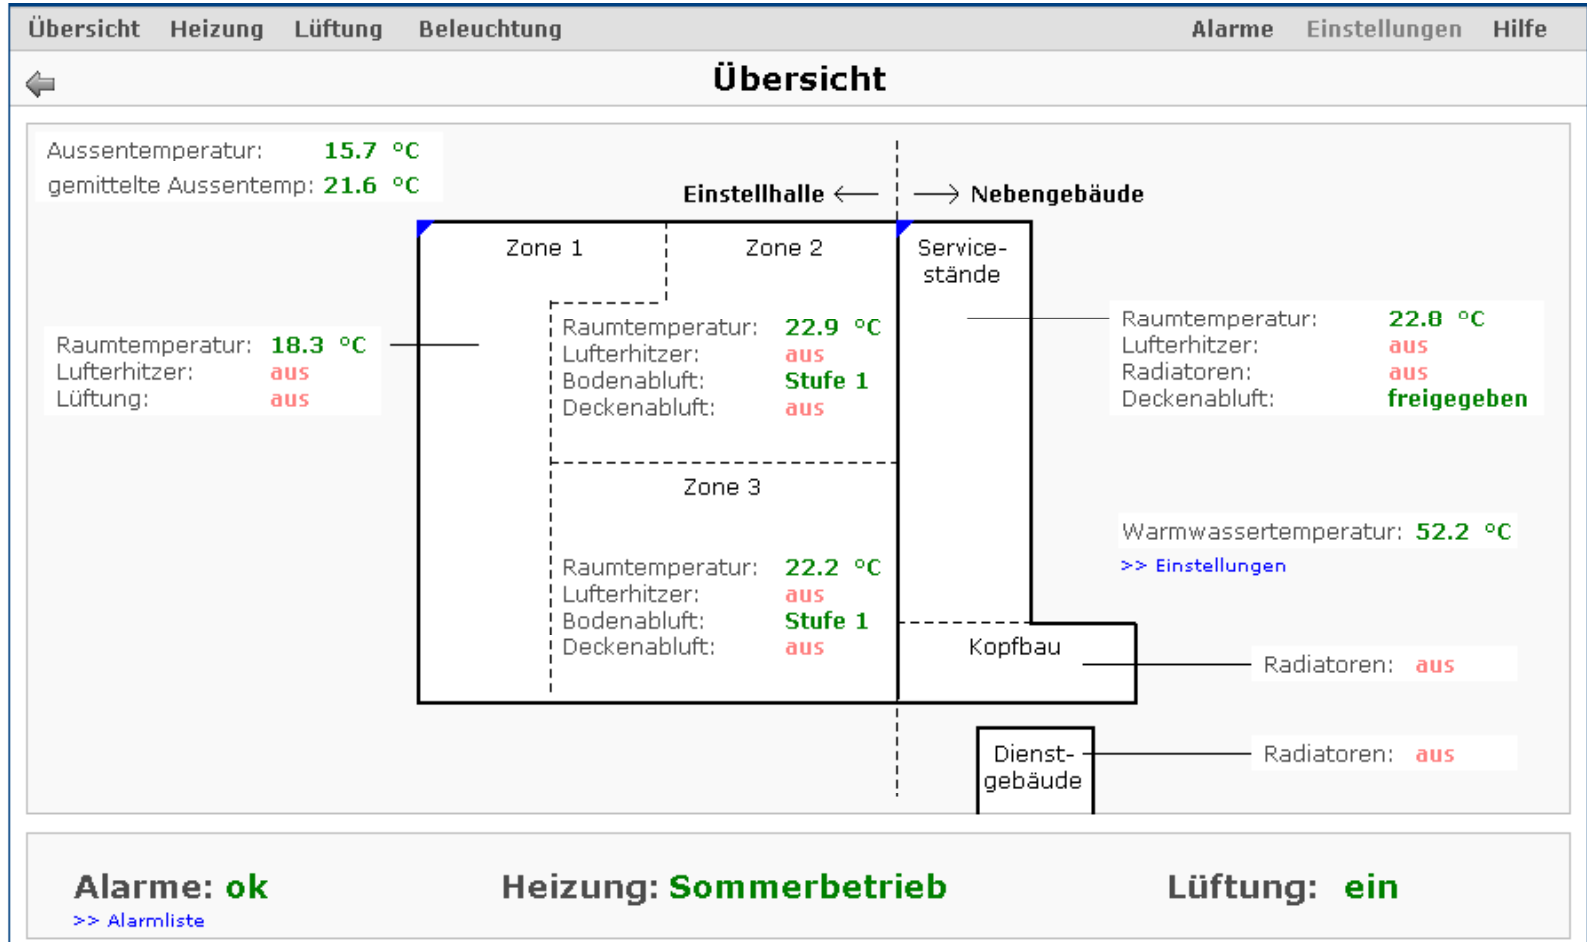 Übersicht Heizung Lüftung Beleuchtung Alarme Einstellungen Hilfe
Übersicht
Aussentemperatur: 15.7 °C
gemittelte Aussentemp: 21.6 °C
Einstellhalle Nebengebäude
Zone 1
Zone 2
Service-
stände
Raumtemperatur: 18.3 °C
Lufterhitzer: aus
Lüftung: aus
Raumtemperatur: 22.9 °C
Lufterhitzer: aus
Bodenabluft: Stufe 1
Deckenabluft: aus
Raumtemperatur: 22.8 °C
Lufterhitzer: aus
Radiatoren: aus
Deckenabluft: freigegeben
Zone 3
Raumtemperatur: 22.2 °C
Lufterhitzer: aus
Bodenabluft: Stufe 1
Deckenabluft: aus
Warmwassertemperatur: 52.2 °C
>> Einstellungen
Kopfbau
Radiatoren: aus
Dienst-
gebäude
Radiatoren: aus
Alarme: ok
>> Alarmliste
Heizung: Sommerbetrieb
Lüftung: ein